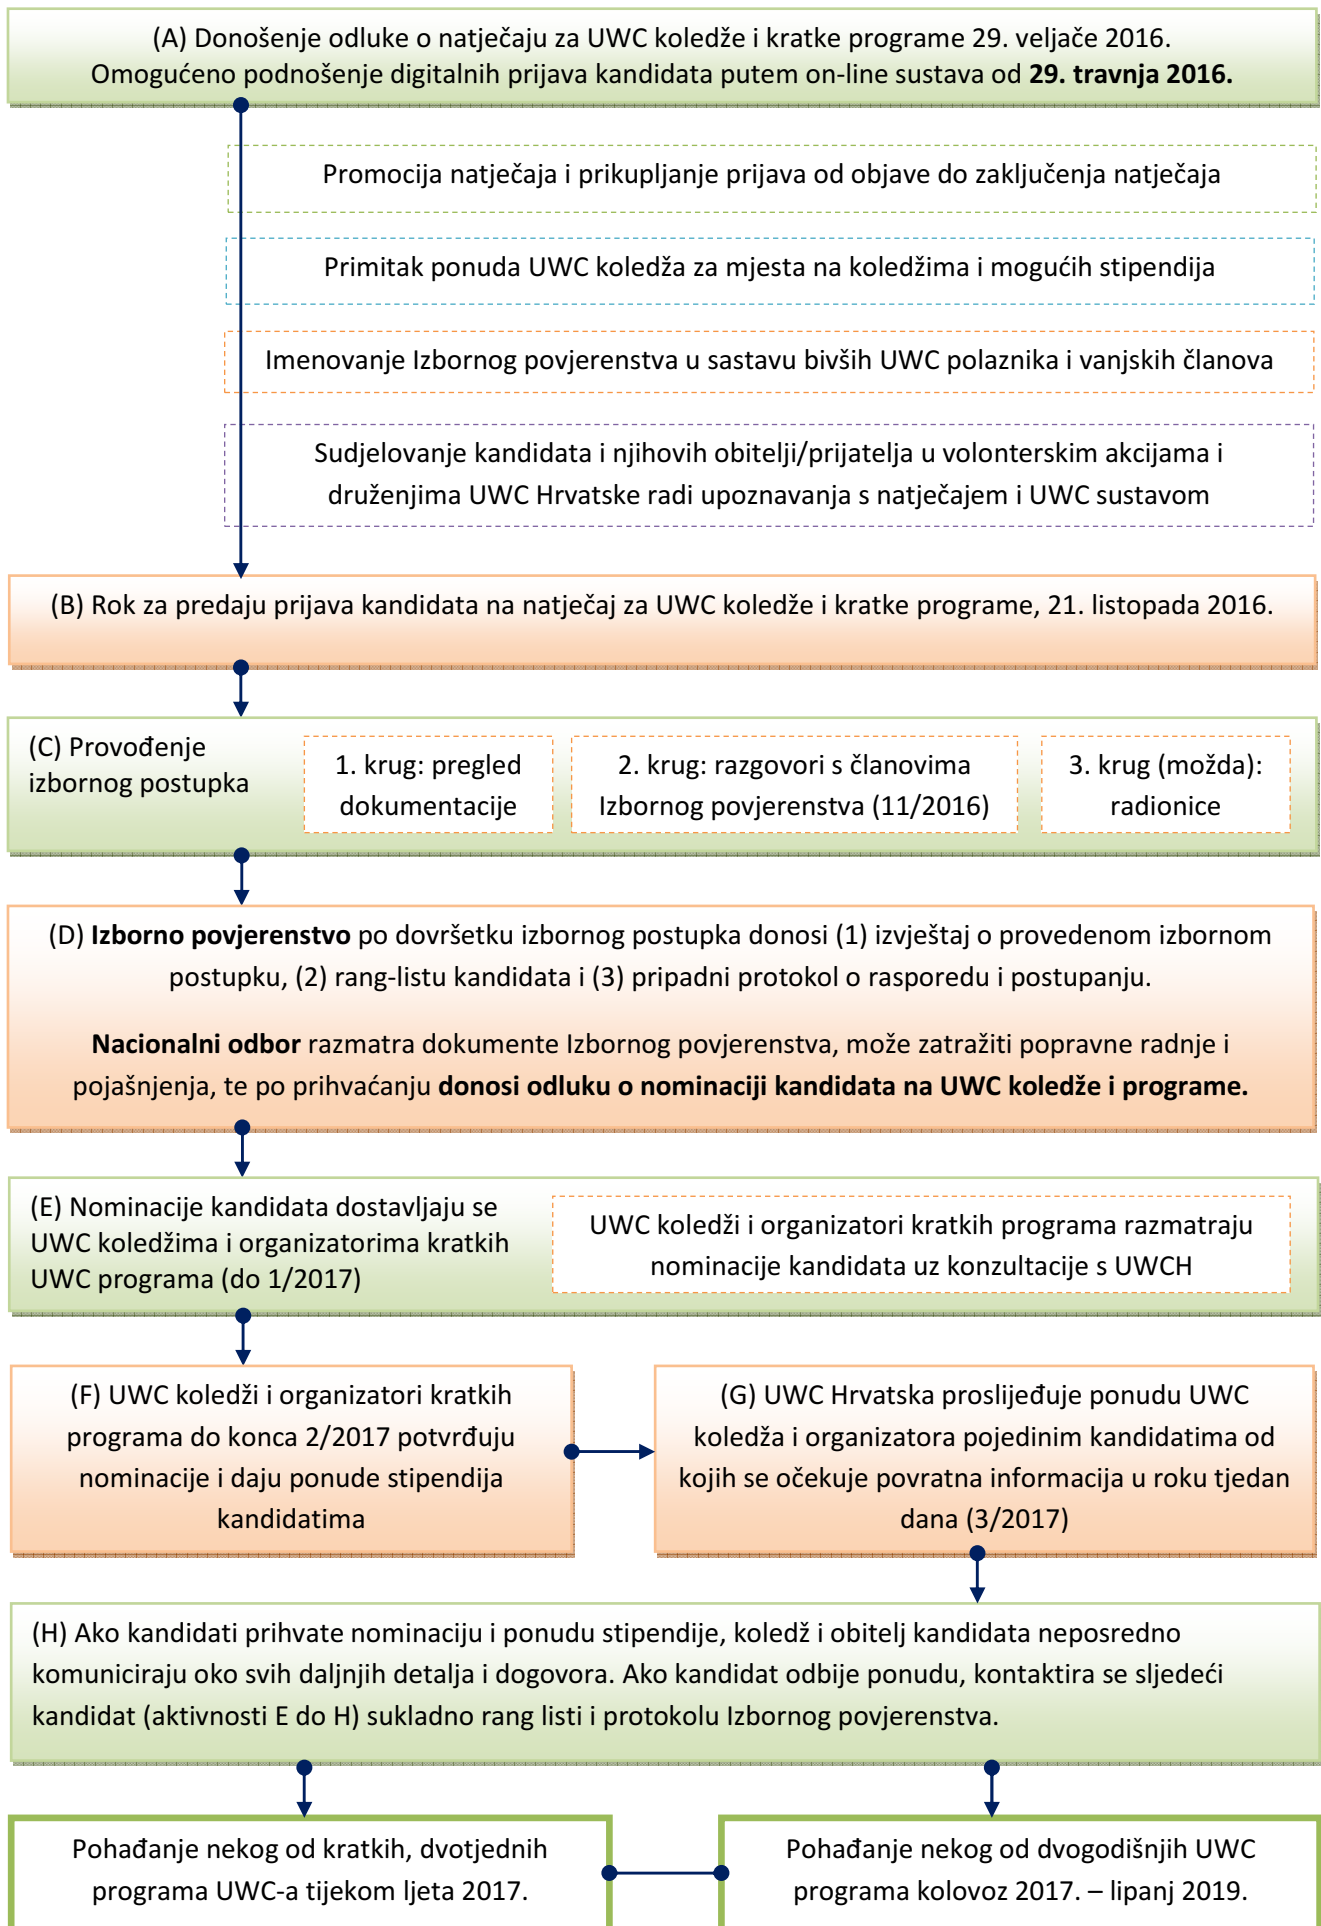 (A) Donošenje odluke o natječaju za UWC koledže i kratke programe 29. veljače 2016.
Omogućeno podnošenje digitalnih prijava kandidata putem on-line sustava od 29. travnja 2016.
Promocija natječaja i prikupljanje prijava od objave do zaključenja natječaja
Primitak ponuda UWC koledža za mjesta na koledžima i mogućih stipendija
Imenovanje Izbornog povjerenstva u sastavu bivših UWC polaznika i vanjskih članova
Sudjelovanje kandidata i njihovih obitelji/prijatelja u volonterskim akcijama i
druženjima UWC Hrvatske radi upoznavanja s natječajem i UWC sustavom
(B) Rok za predaju prijava kandidata na natječaj za UWC koledže i kratke programe, 21. listopada 2016.
(C) Provođenje
izbornog postupka
1. krug: pregled
dokumentacije
2. krug: razgovori s članovima
Izbornog povjerenstva (11/2016)
3. krug (možda):
radionice
(D) Izborno povjerenstvo po dovršetku izbornog postupka donosi (1) izvještaj o provedenom izbornom
postupku, (2) rang-listu kandidata i (3) pripadni protokol o rasporedu i postupanju.
Nacionalni odbor razmatra dokumente Izbornog povjerenstva, može zatražiti popravne radnje i
pojašnjenja, te po prihvaćanju donosi odluku o nominaciji kandidata na UWC koledže i programe.
(E) Nominacije kandidata dostavljaju se
UWC koledžima i organizatorima kratkih
UWC programa (do 1/2017)
UWC koledži i organizatori kratkih programa razmatraju
nominacije kandidata uz konzultacije s UWCH
(F) UWC koledži i organizatori kratkih
programa do konca 2/2017 potvrđuju
nominacije i daju ponude stipendija
kandidatima
(G) UWC Hrvatska proslijeđuje ponudu UWC
koledža i organizatora pojedinim kandidatima od
kojih se očekuje povratna informacija u roku tjedan
dana (3/2017)
(H) Ako kandidati prihvate nominaciju i ponudu stipendije, koledž i obitelj kandidata neposredno
komuniciraju oko svih daljnjih detalja i dogovora. Ako kandidat odbije ponudu, kontaktira se sljedeći
kandidat (aktivnosti E do H) sukladno rang listi i protokolu Izbornog povjerenstva.
Pohađanje nekog od kratkih, dvotjednih
programa UWC-a tijekom ljeta 2017.
Pohađanje nekog od dvogodišnjih UWC
programa kolovoz 2017. – lipanj 2019.